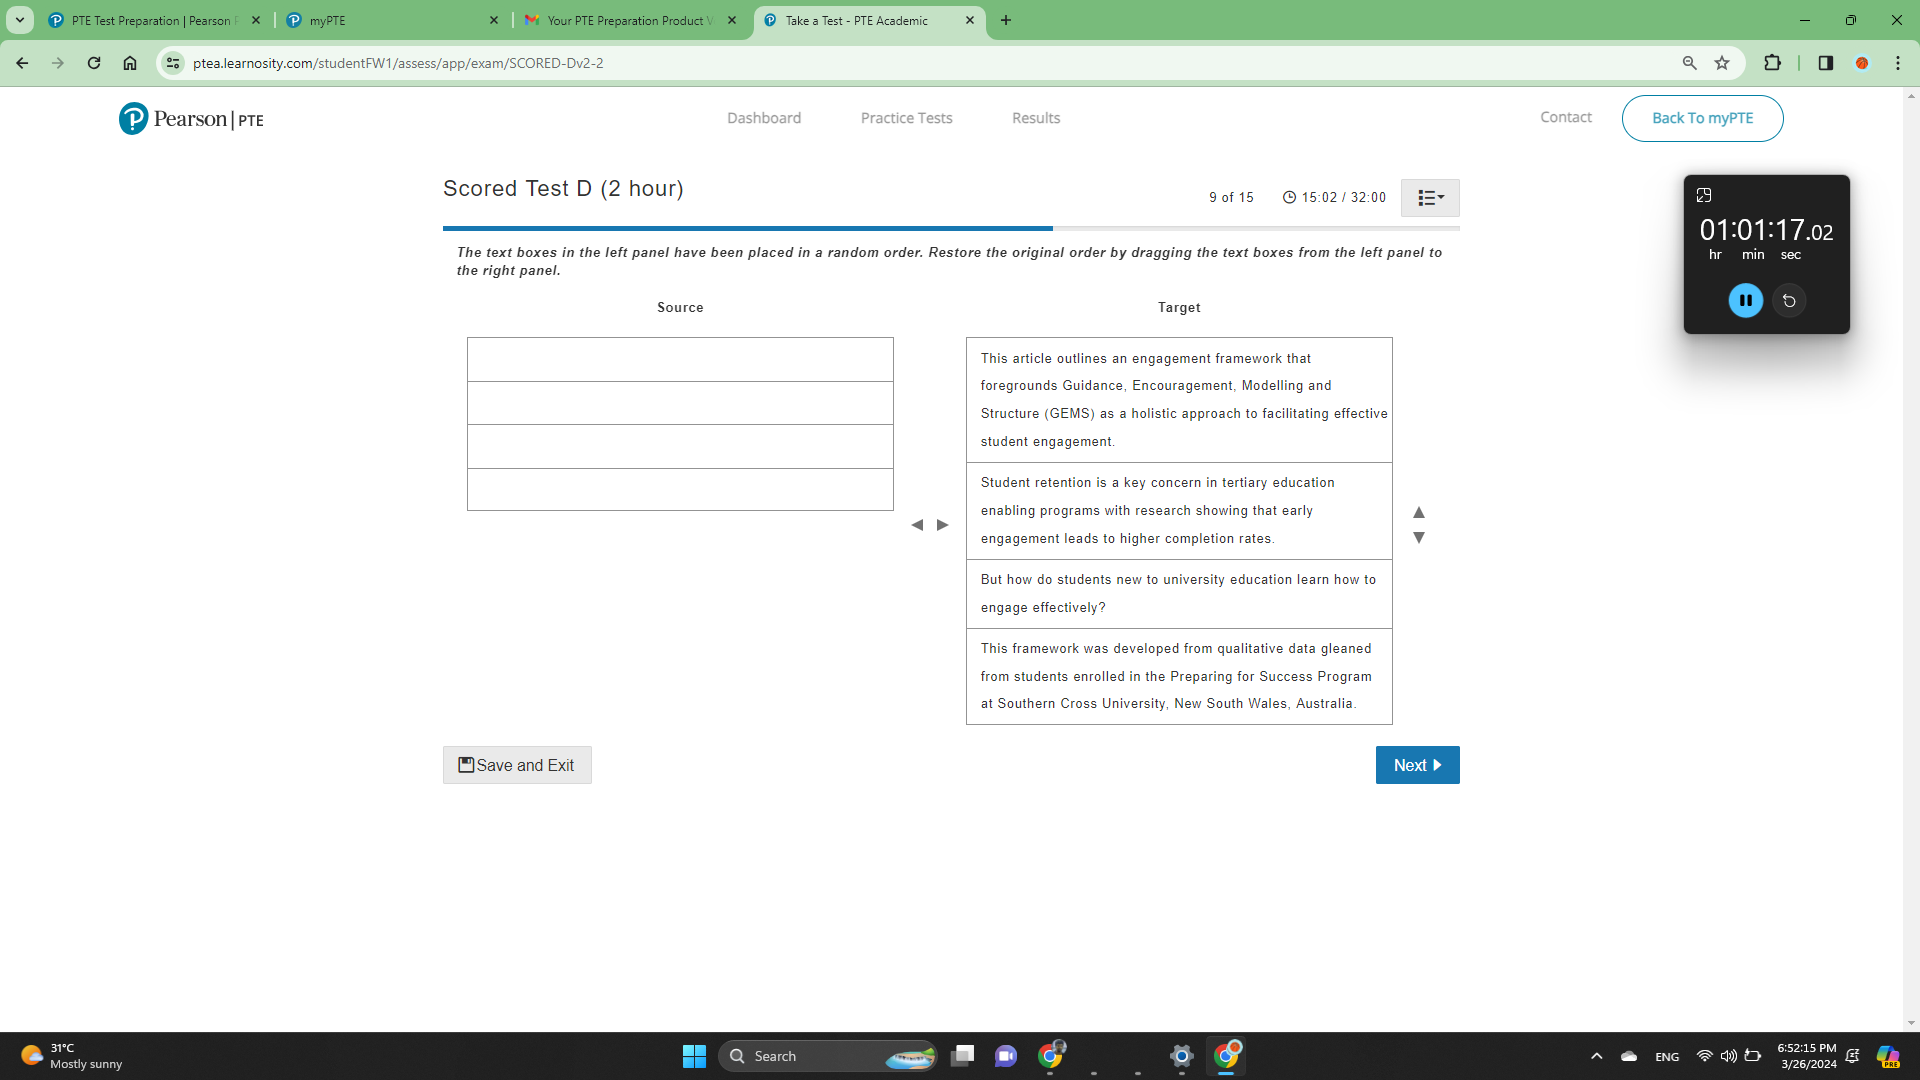 PTE Test Preparation | Pearson P
myPTE
Your PTE Preparation Product V
Take a Test - PTE Academic
ptea.learnosity.com/studentFW1/assess/app/exam/SCORED-Dv2-2
Pearson | PTE
Dashboard
Practice Tests
Results
Contact
Back To myPTE
Scored Test D (2 hour)
9 of 15
15:02 / 32:00
01:01:17.02
hr min sec
The text boxes in the left panel have been placed in a random order. Restore the original order by dragging the text boxes from the left panel to
the right panel.
Source
Target
This article outlines an engagement framework that
foregrounds Guidance, Encouragement, Modelling and
Structure (GEMS) as a holistic approach to facilitating effective
student engagement.
Student retention is a key concern in tertiary education
enabling programs with research showing that early
engagement leads to higher completion rates.
But how do students new to university education learn how to
engage effectively?
This framework was developed from qualitative data gleaned
from students enrolled in the Preparing for Success Program
at Southern Cross University, New South Wales, Australia.
Save and Exit
Next
31°C
Mostly sunny
Search
ENG
6:52:15 PM
3/26/2024
PRE